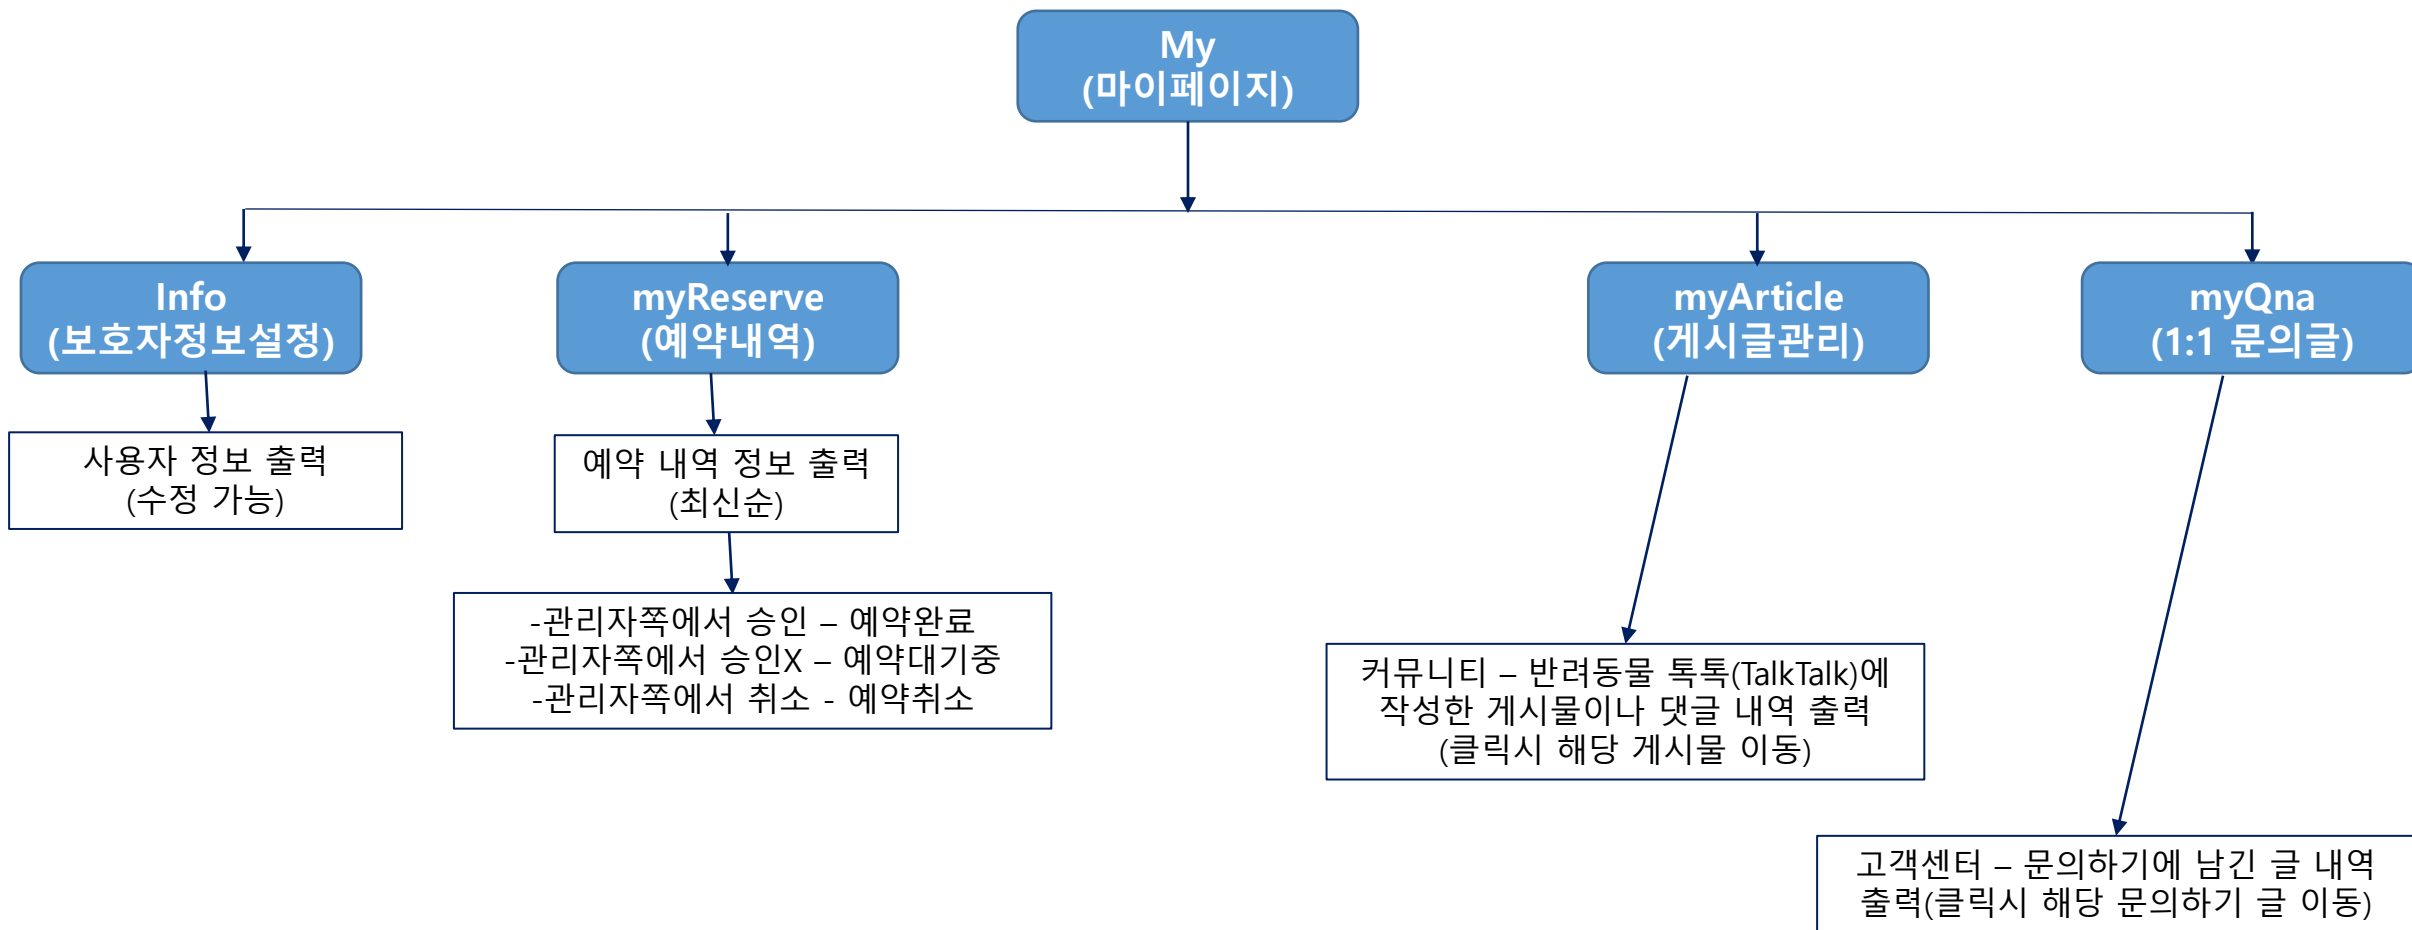 My
(마이페이지)
Info
(보호자정보설정)
myReserve
(예약내역)
myArticle
(게시글관리)
myQna
(1:1 문의글)
사용자 정보 출력
(수정 가능)
예약 내역 정보 출력
(최신순)
-관리자쪽에서 승인 – 예약완료
-관리자쪽에서 승인X – 예약대기중
-관리자쪽에서 취소 - 예약취소
커뮤니티 – 반려동물 톡톡(TalkTalk)에
작성한 게시물이나 댓글 내역 출력
(클릭시 해당 게시물 이동)
고객센터 – 문의하기에 남긴 글 내역
출력(클릭시 해당 문의하기 글 이동)